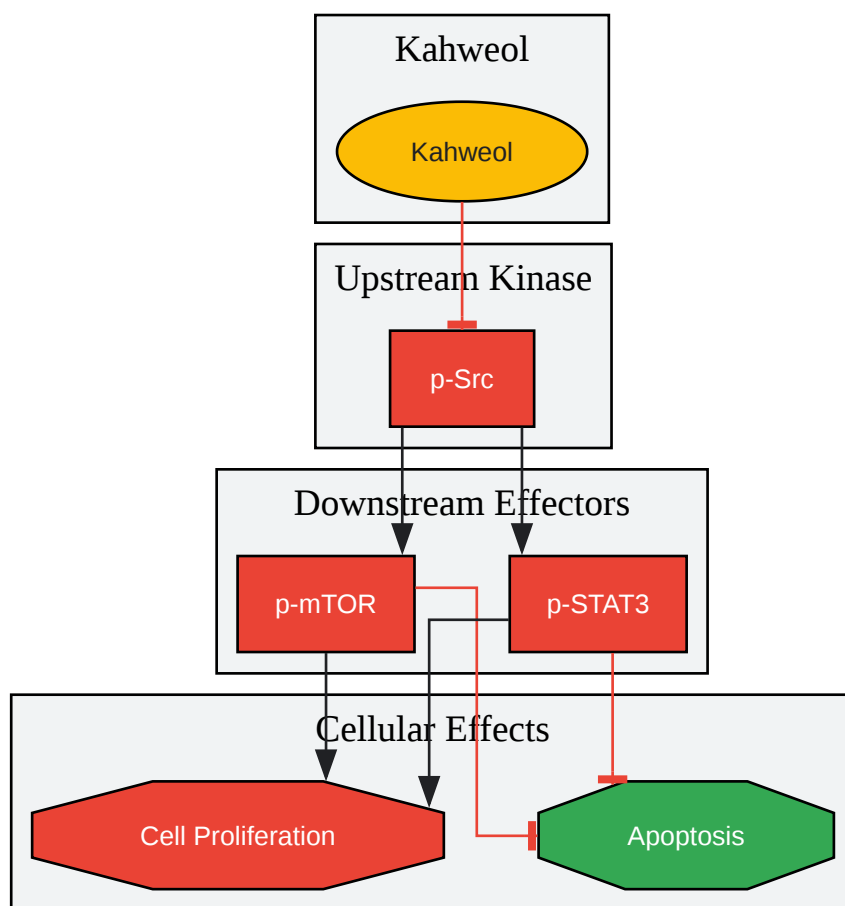 Kahweol
Kahweol
Upstream Kinase
p-Src
Downstream Effectors
p-mTOR
p-STAT3
Cellular Effects
Cell Proliferation
Apoptosis